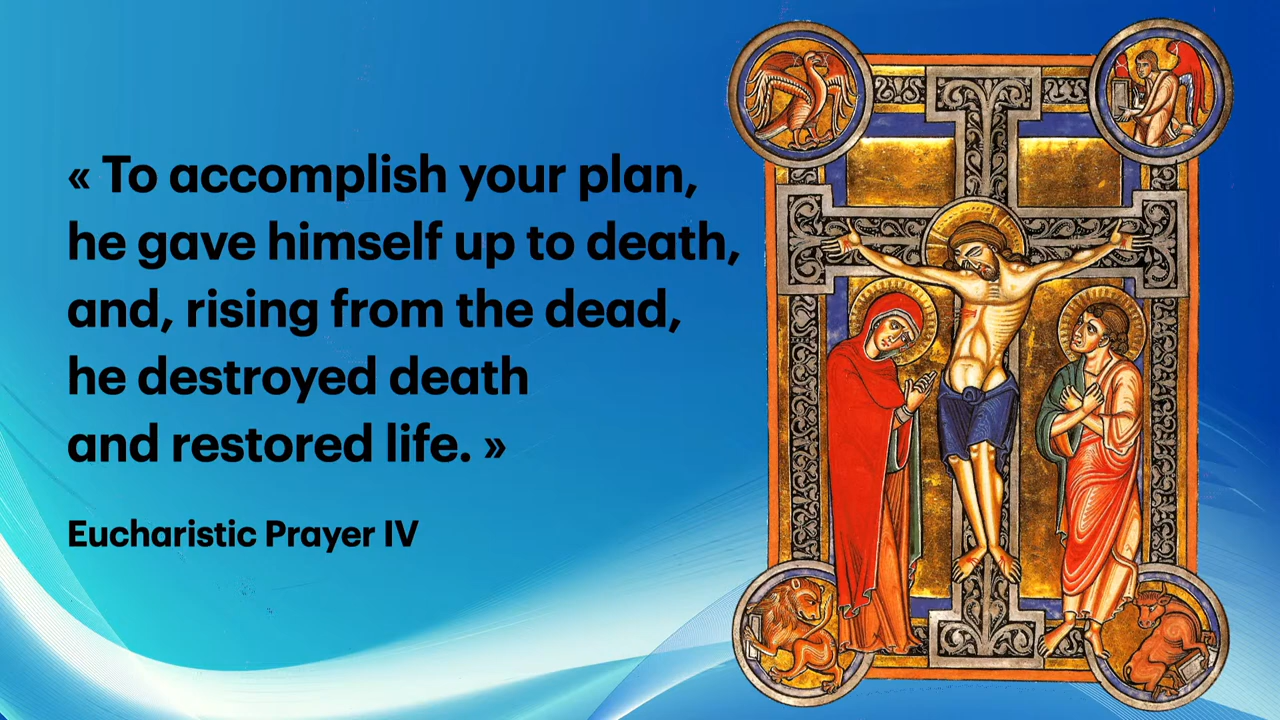 « To accomplish your plan,
he gave himself up to death,
and, rising from the dead,
he destroyed death
and restored life. »
Eucharistic Prayer IV